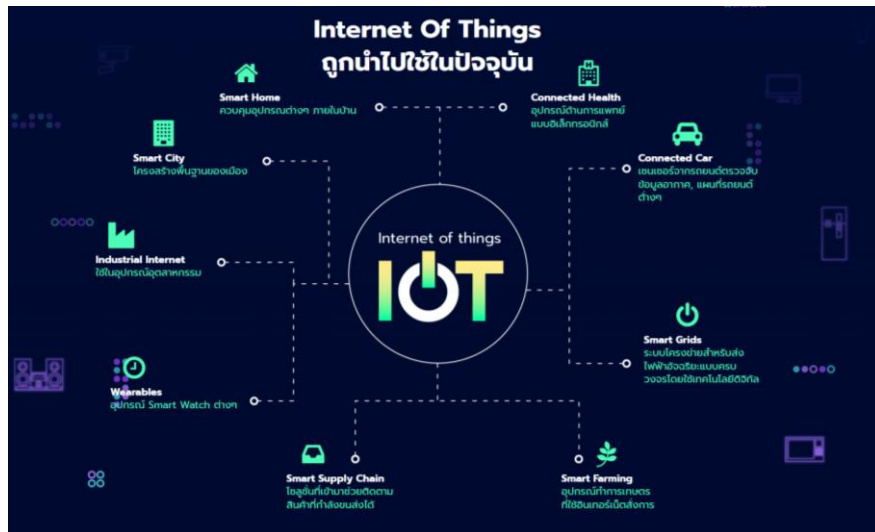 Internet Of Things
ถูกนำไปใช้ในปัจจุบัน
Smart Home
ควบคุมอุปกรณ์ต่างๆ ภายในบ้าน
Connected Health
อุปกรณ์ด้านการแพทย์
แบบอิเล็กทรอนิกส์
Smart City
โครงสร้างพื้นฐานของเมือง
Connected Car
เซนเซอร์จากรถยนต์ตรวจจับ
ข้อมูลอากาศ, แผนที่รถยนต์
ต่างๆ
Industrial Internet
ใช้ในอุปกรณ์อุตสาหกรรม
Internet of things
IOT
Smart Grids
ระบบโครงข่ายสำหรับส่ง
ไฟฟ้าอัจฉริยะแบบครบ
วงจรโดยใช้เทคโนโลยีดิจิทัล
Wearables
อุปกรณ์ Smart Watch ต่างๆ
Smart Supply Chain
โซลูชันที่เข้ามาช่วยติดตาม
สินค้าที่กำลังขนส่งได้
Smart Farming
อุปกรณ์ทำการเกษตร
ที่ใช้อินเทอร์เน็ตสั่งการ